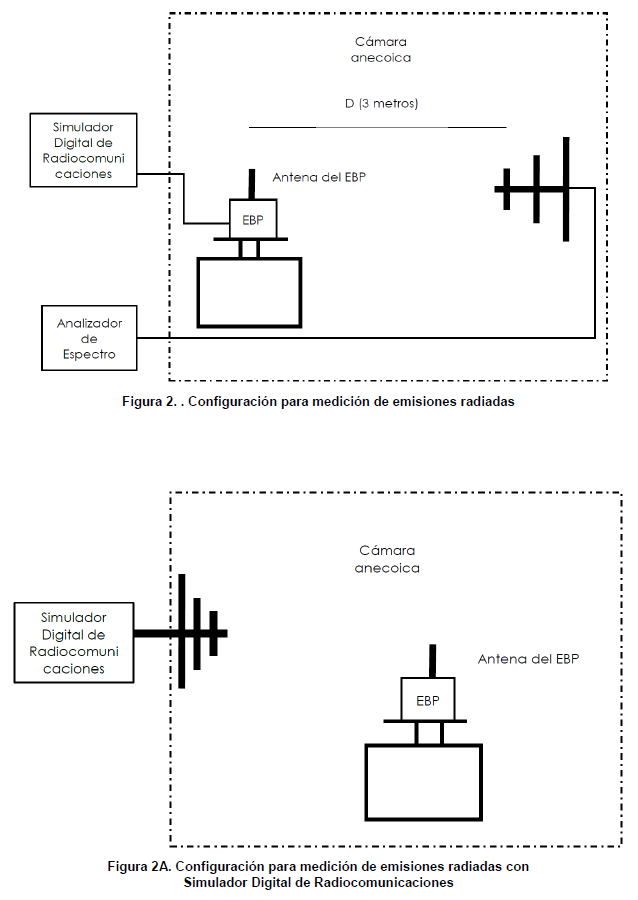 Cámara
anecoica
D (3 metros)
Simulador
Digital de
Radiocomuni
caciones
Antena del EBP
EBP
Analizador
de
Espectro
Figura 2. . Configuración para medición de emisiones radiadas
Cámara
anecoica
Simulador
Digital de
Radiocomuni
caciones
Antena del EBP
EBP
Figura 2A. Configuración para medición de emisiones radiadas con
Simulador Digital de Radiocomunicaciones